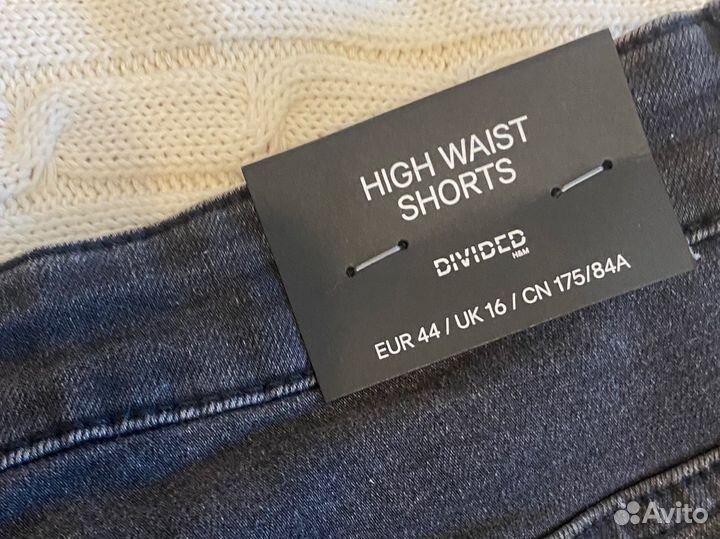 HIGH WAIST
SHORTS
DIVIDED
H&M
EUR 44 / UK 16 / CN 175/84A
Avito